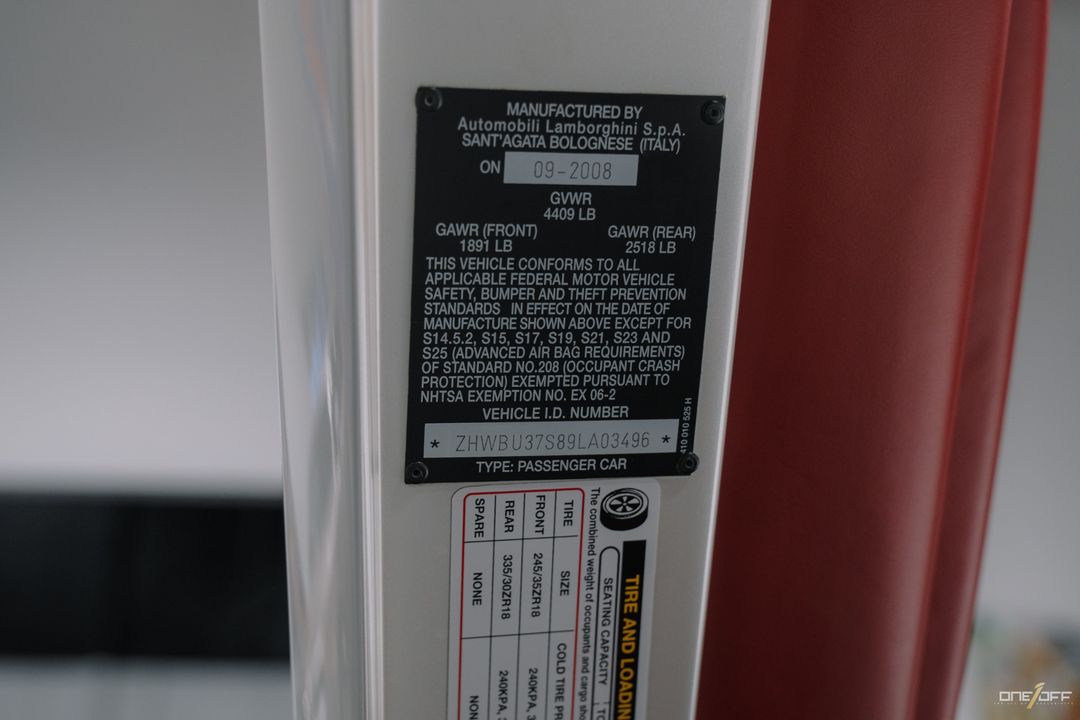 MANUFACTURED BY
Automobili Lamborghini S.p.A.
SANT'AGATA BOLOGNESE (ITALY)
ON 09-2008
GVWR
4409 LB
GAWR (FRONT) GAWR (REAR)
1891 LB 2518 LB
THIS VEHICLE CONFORMS TO ALL
APPLICABLE FEDERAL MOTOR VEHICLE
SAFETY, BUMPER AND THEFT PREVENTION
STANDARDS IN EFFECT ON THE DATE OF
MANUFACTURE SHOWN ABOVE EXCEPT FOR
S14.5.2, S15, S17, S19, S21, S23 AND
S25 (ADVANCED AIR BAG REQUIREMENTS)
OF STANDARD NO.208 (OCCUPANT CRASH
PROTECTION) EXEMPTED PURSUANT TO
NHTSA EXEMPTION NO. EX 06-2
VEHICLE I.D. NUMBER
* ZHWBU37S89LA03496 *
TYPE: PASSENGER CAR
410 010 525 H
TIRE AND LOADIN
SEATING CAPACITY TO
The combined weight of occupants and cargo sho
TIRE SIZE COLD TIRE PR
FRONT 245/35ZR18 240KPA, 3
REAR 335/30ZR18 240KPA, 3
SPARE NONE NON
ONE OFF